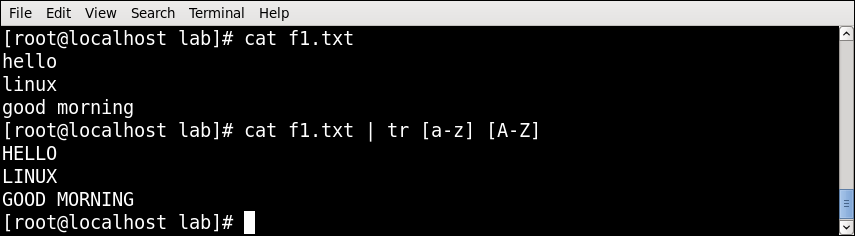 File Edit View Search Terminal Help
[root@localhost lab]# cat f1.txt
hello
linux
good morning
[root@localhost lab]# cat f1.txt | tr [a-z] [A-Z]
HELLO
LINUX
GOOD MORNING
[root@localhost lab]#